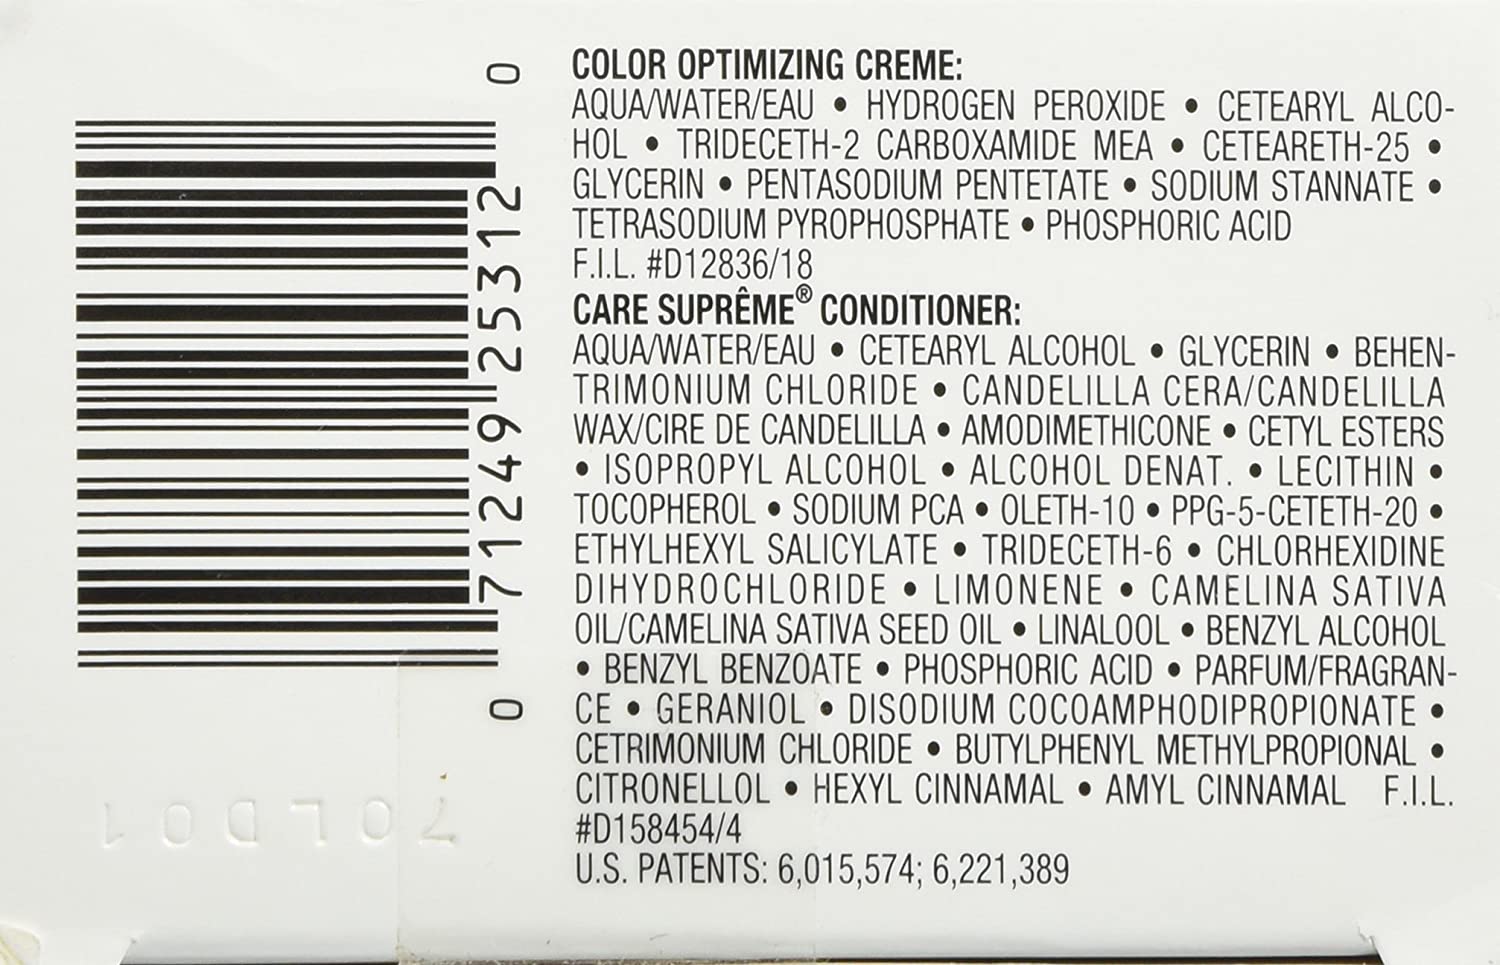 COLOR OPTIMIZING CREME:
AQUA/WATER/EAU • HYDROGEN PEROXIDE • CETEARYL ALCO-
HOL • TRIDECETH-2 CARBOXAMIDE MEA • CETEARETH-25 •
GLYCERIN • PENTASODIUM PENTETATE • SODIUM STANNATE •
TETRASODIUM PYROPHOSPHATE • PHOSPHORIC ACID
F.I.L. #D12836/18
CARE SUPRÊME® CONDITIONER:
AQUA/WATER/EAU • CETEARYL ALCOHOL • GLYCERIN • BEHEN-
TRIMONIUM CHLORIDE • CANDELILLA CERA/CANDELILLA
WAX/CIRE DE CANDELILLA • AMODIMETHICONE • CETYL ESTERS
• ISOPROPYL ALCOHOL • ALCOHOL DENAT. • LECITHIN •
TOCOPHEROL • SODIUM PCA • OLETH-10 • PPG-5-CETETH-20 •
ETHYLHEXYL SALICYLATE • TRIDECETH-6 • CHLORHEXIDINE
DIHYDROCHLORIDE • LIMONENE • CAMELINA SATIVA
OIL/CAMELINA SATIVA SEED OIL • LINALOOL • BENZYL ALCOHOL
• BENZYL BENZOATE • PHOSPHORIC ACID • PARFUM/FRAGRAN-
CE • GERANIOL • DISODIUM COCOAMPHODIPROPIONATE •
CETRIMONIUM CHLORIDE • BUTYLPHENYL METHYLPROPIONAL •
CITRONELLOL • HEXYL CINNAMAL • AMYL CINNAMAL F.I.L.
#D158454/4
U.S. PATENTS: 6,015,574; 6,221,389
0 71249 25312 0
70LD01